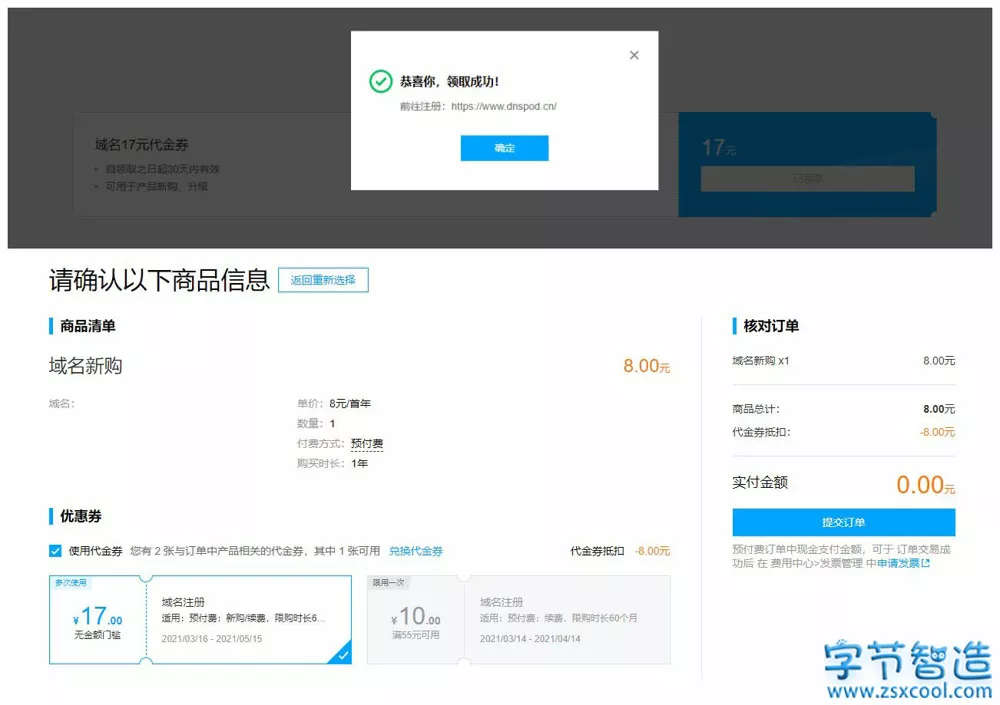 恭喜你，领取成功！
前往注册：https://www.dnspod.cn/
确定
域名17元代金券
自领取之日起30天内有效
可用于产品新购、升级
17元
已领取
请确认以下商品信息 返回重新选择
商品清单
域名新购 8.00元
域名：
单价：8元/首年
数量：1
付费方式：预付费
购买时长：1年
优惠券
使用代金券 您有 2 张与订单中产品相关的代金券，其中 1 张可用 兑换代金券 代金券抵扣 -8.00元
多次使用
¥17.00
无金额门槛
域名注册
适用：预付费：新购/续费，限购时长6...
2021/03/16 - 2021/05/15
限用一次
¥10.00
满55元可用
域名注册
适用：预付费：续费，限购时长60个月
2021/03/14 - 2021/04/14
核对订单
域名新购 x1 8.00元
商品总计： 8.00元
代金券抵扣： -8.00元
实付金额 0.00元
提交订单
预付费订单中现金支付金额，可于 订单交易成
功后 在 费用中心>发票管理 中申请发票
字节智造
www.zsxcool.com